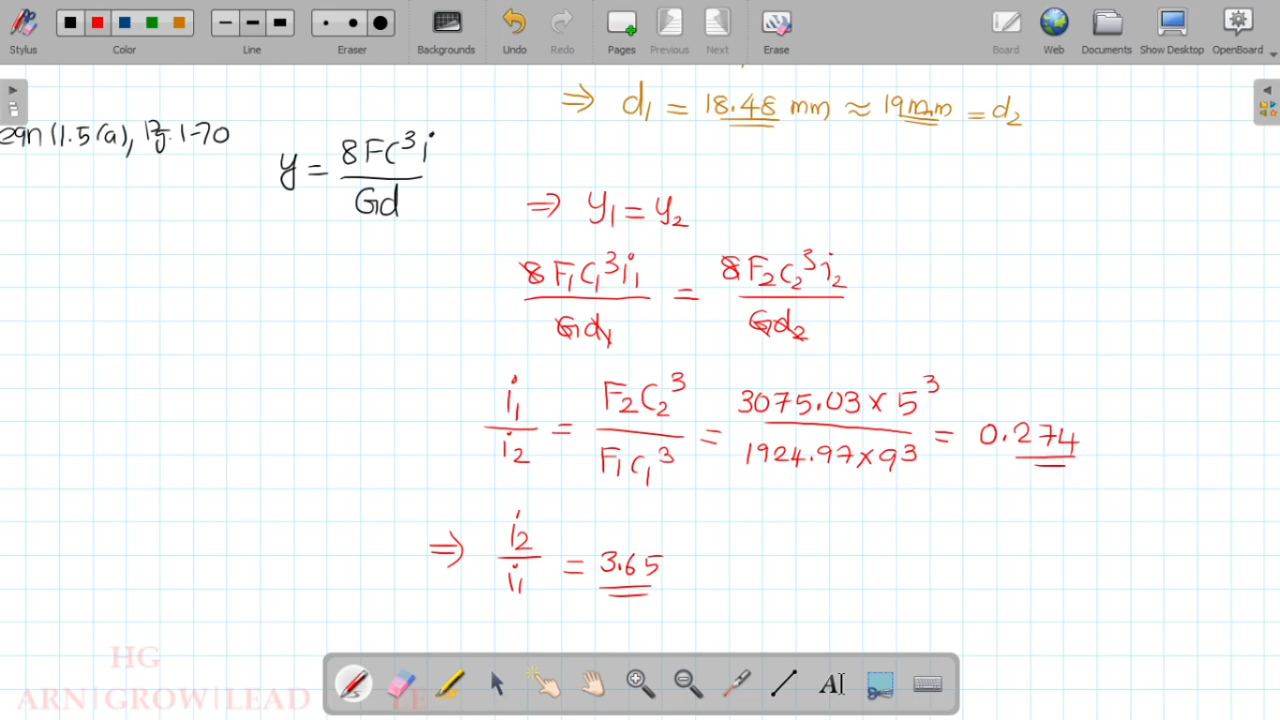 Stylus Color Line Eraser Backgrounds Undo Redo Pages Previous Next Erase Board Web Documents Show Desktop OpenBoard
⇒ d₁ = 18.48 mm ≈ 19mm = d₂
eqn (1.5(a), Pg. 1-70
y = 8FC³i / Gd
⇒ y₁ = y₂
8F₁C₁³i₁ / Gd₁ = 8F₂C₂³i₂ / Gd₂
i₁ / i₂ = F₂C₂³ / F₁C₁³ = 3075.03 × 5³ / 1924.97 × 9³ = 0.274
⇒ i₂ / i₁ = 3.65
HG
ARN|GROW|LEAD LE